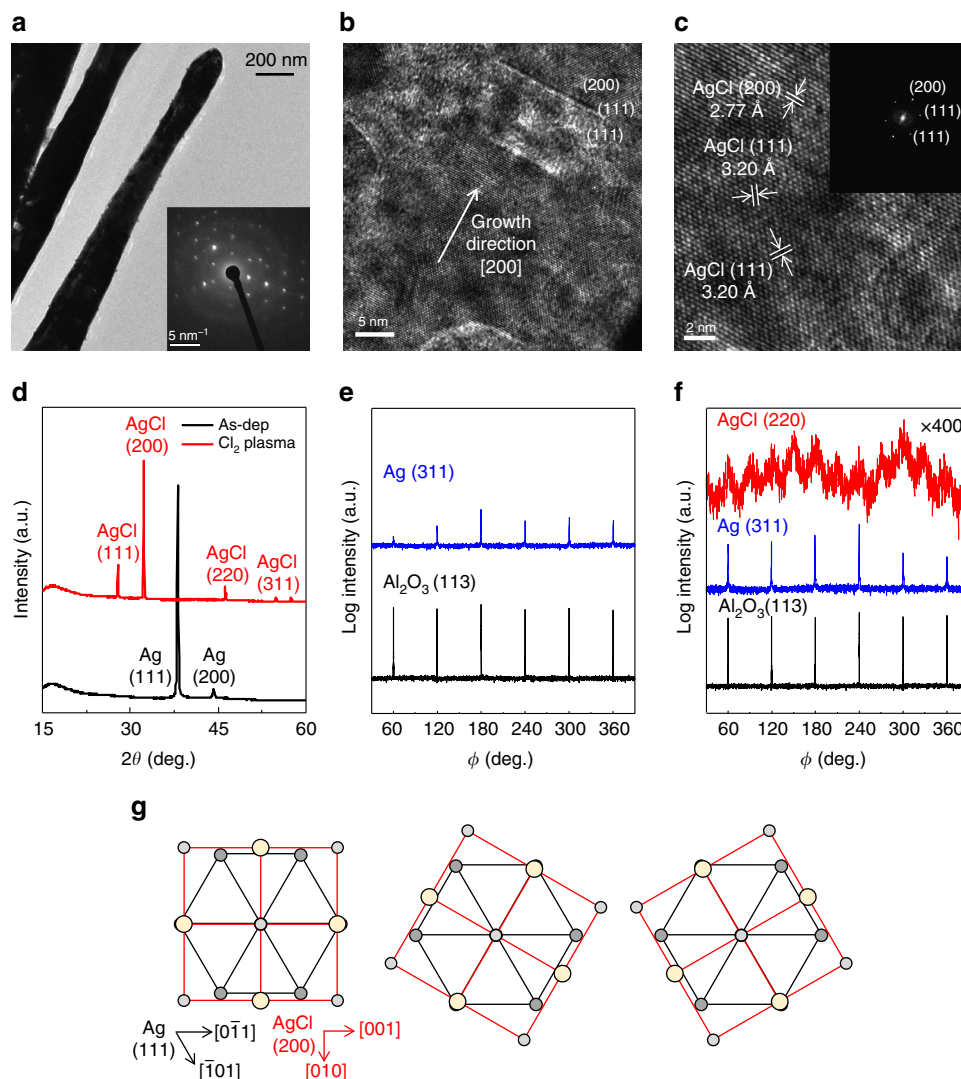 a
200 nm
5 nm⁻¹
b
(200)
(111)
(111)
Growth
direction
[200]
5 nm
c
AgCl (200)
2.77 Å
AgCl (111)
3.20 Å
AgCl (111)
3.20 Å
2 nm
(200)
(111)
(111)
d
AgCl
(200)
As-dep
Cl₂ plasma
AgCl
(111)
AgCl
(220)
AgCl
(311)
Ag
(111)
Ag
(200)
Intensity (a.u.)
15 30 45 60
2θ (deg.)
e
Ag (311)
Al₂O₃ (113)
Log intensity (a.u.)
60 120 180 240 300 360
ϕ (deg.)
f
AgCl (220)
×400
Ag (311)
Al₂O₃(113)
Log intensity (a.u.)
60 120 180 240 300 360
ϕ (deg.)
g
Ag
(111)
[01̅1]
[1̅01]
AgCl
(200)
[001]
[010]